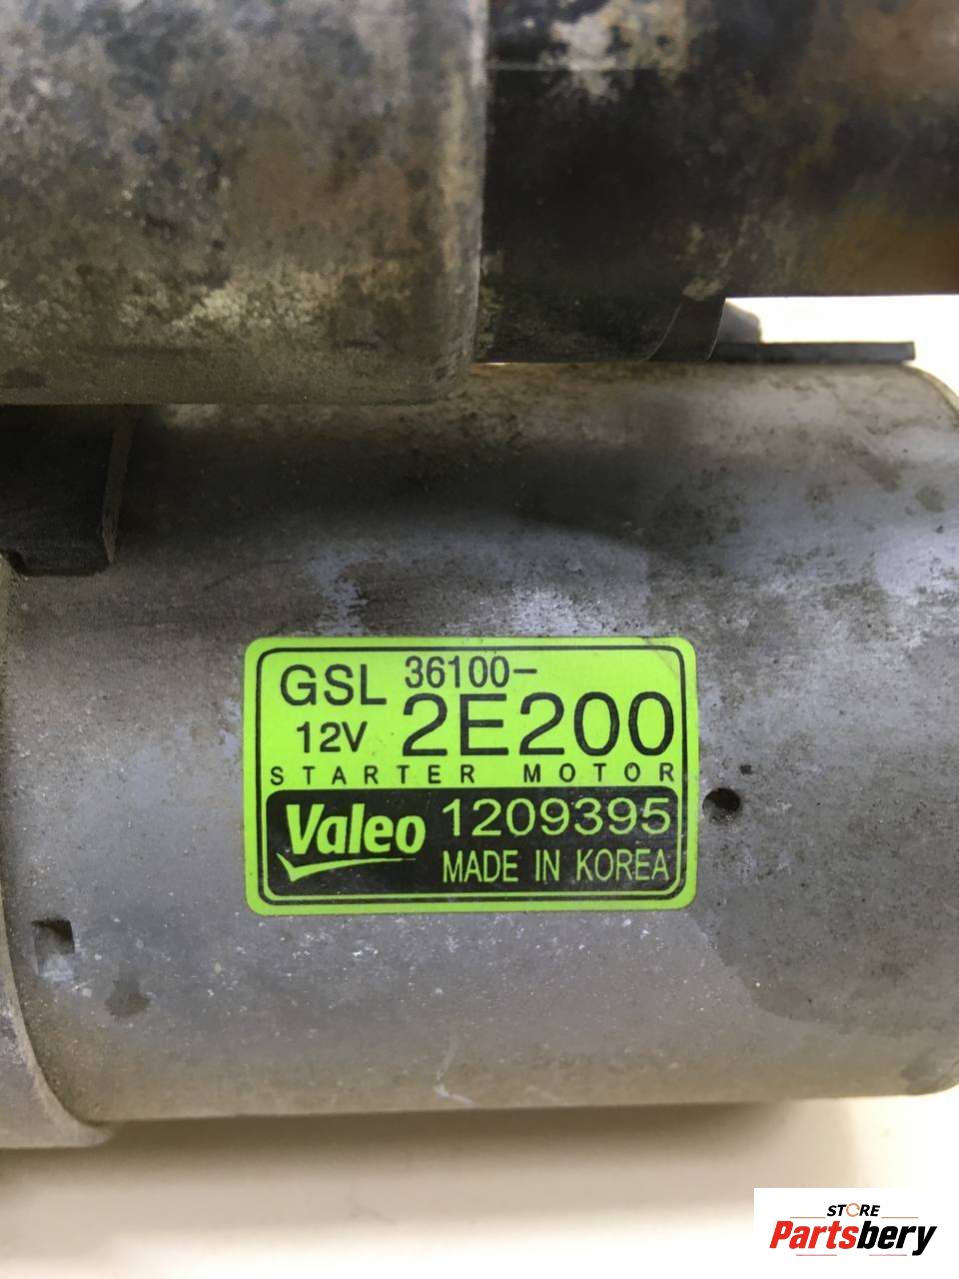 GSL 36100-
12V 2E200
STARTER MOTOR
Valeo 1209395
MADE IN KOREA
STORE
Partsbery